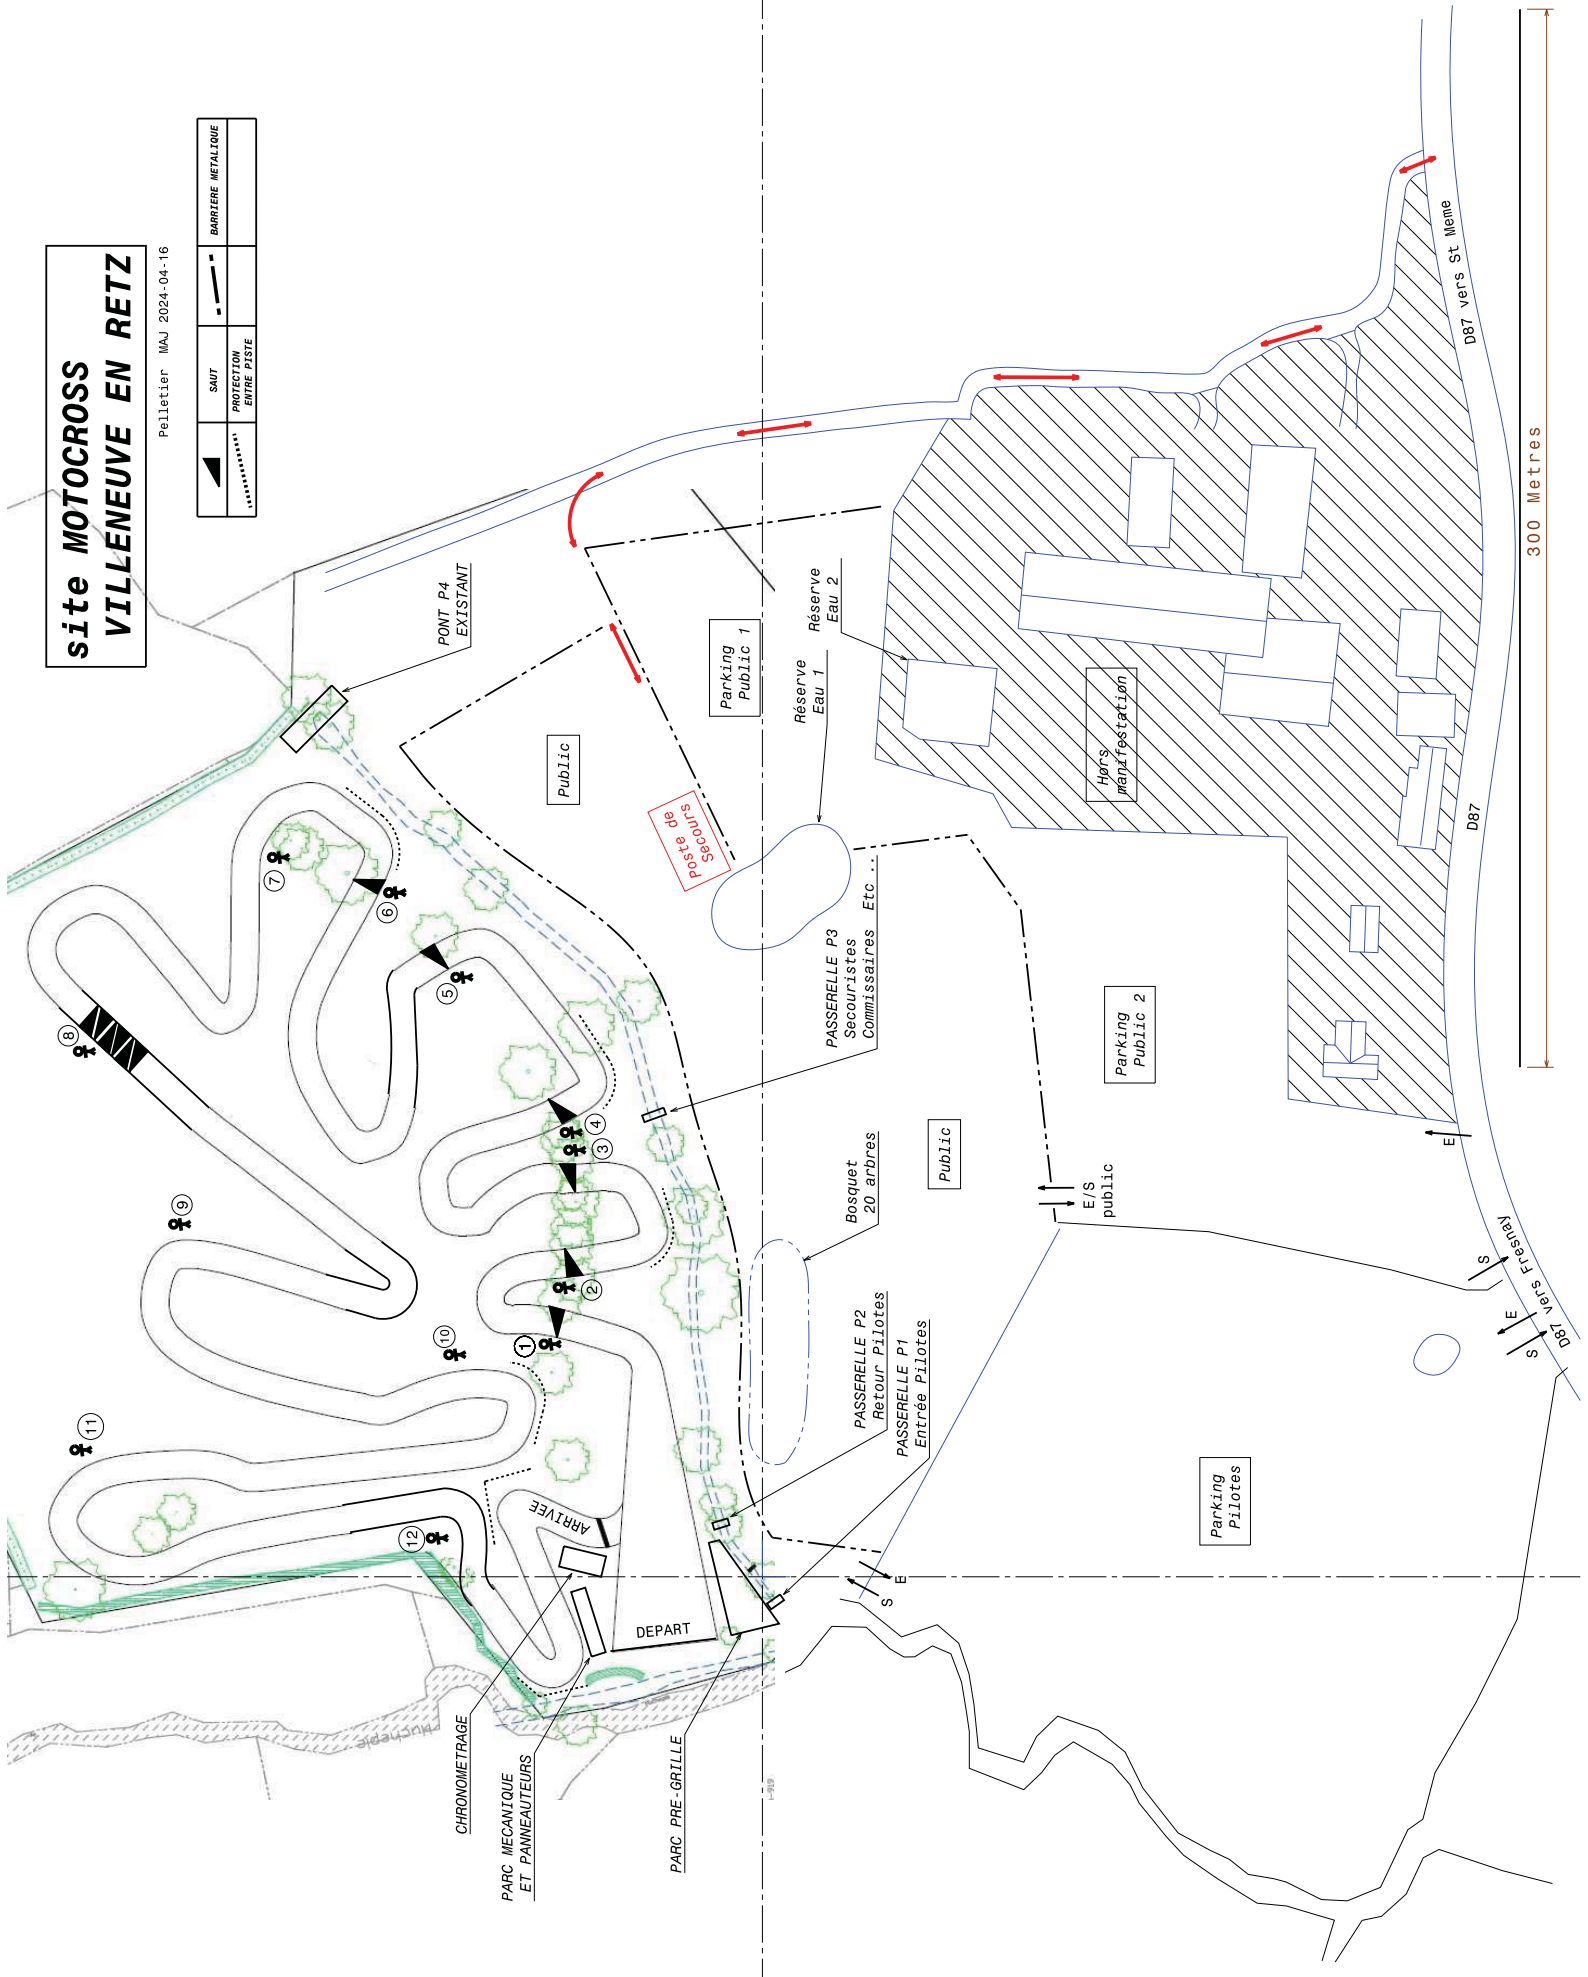 site MOTOCROSS
VILLENEUVE EN RETZ
Pelletier MAJ 2024-04-16
SAUT
BARRIERE METALIQUE
PROTECTION
ENTRE PISTE
PONT P4
EXISTANT
Public
Parking
Public 1
Réserve
Eau 2
Réserve
Eau 1
Poste de
Secours
Hors
manifestation
PASSERELLE P3
Secouristes
Commissaires Etc ..
Parking
Public 2
Public
Bosquet
20 arbres
E/S
public
PASSERELLE P2
Retour Pilotes
PASSERELLE P1
Entrée Pilotes
Parking
Pilotes
D87 vers St Meme
D87
D87 vers Fresnay
300 Metres
E
S
E
S
E
S
1
2
3
4
5
6
7
8
9
10
11
12
ARRIVEE
DEPART
CHRONOMETRAGE
PARC MECANIQUE
ET PANNEAUTEURS
PARC PRE-GRILLE